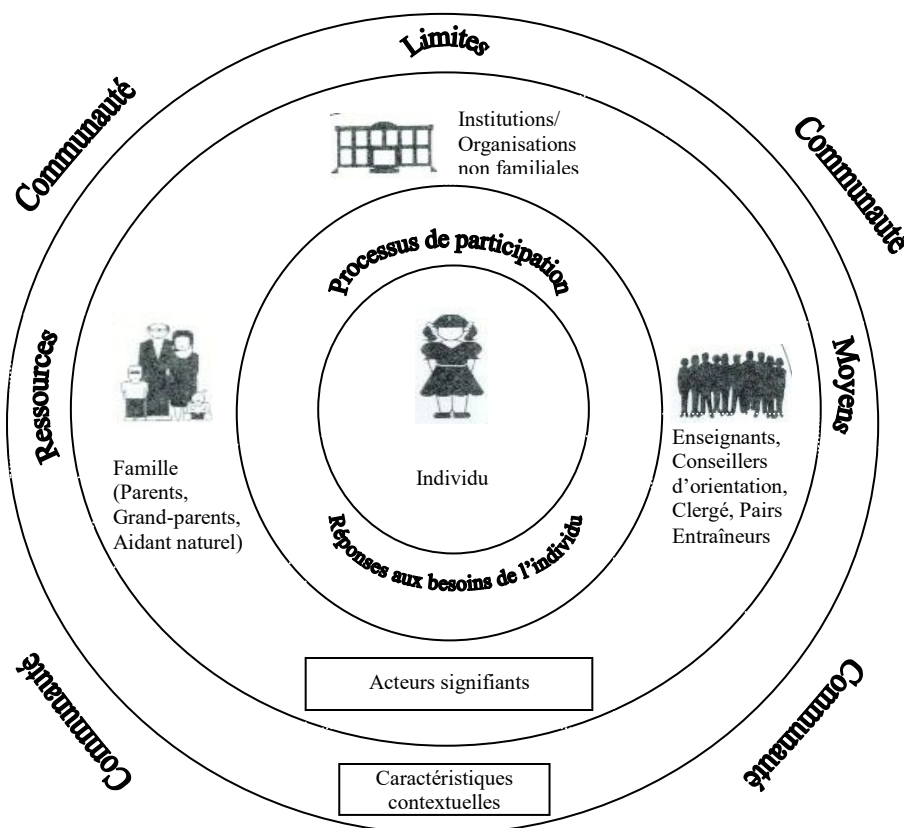 Limites
Communauté
Communauté
Institutions/
Organisations
non familiales
Processus de participation
Ressources
Moyens
Famille
(Parents,
Grand-parents,
Aidant naturel)
Individu
Enseignants,
Conseillers
d’orientation,
Clergé, Pairs
Entraîneurs
Réponses aux besoins de l’individu
Acteurs signifiants
Communauté
Communauté
Caractéristiques
contextuelles